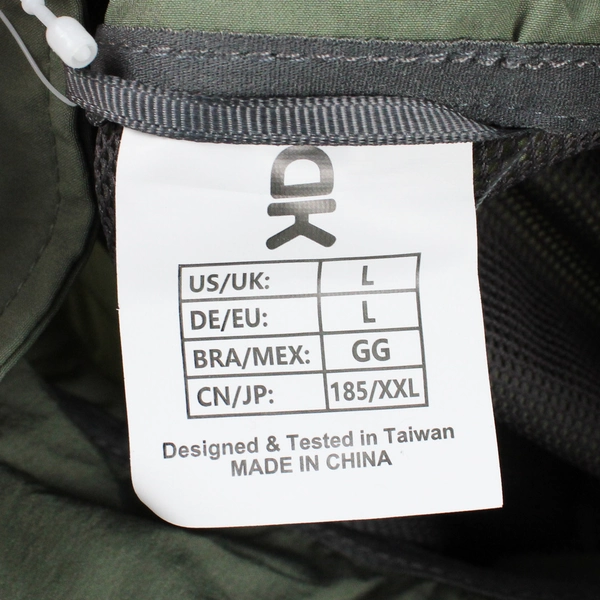 US/UK: L
DE/EU: L
BRA/MEX: GG
CN/JP: 185/XXL
Designed & Tested in Taiwan
MADE IN CHINA